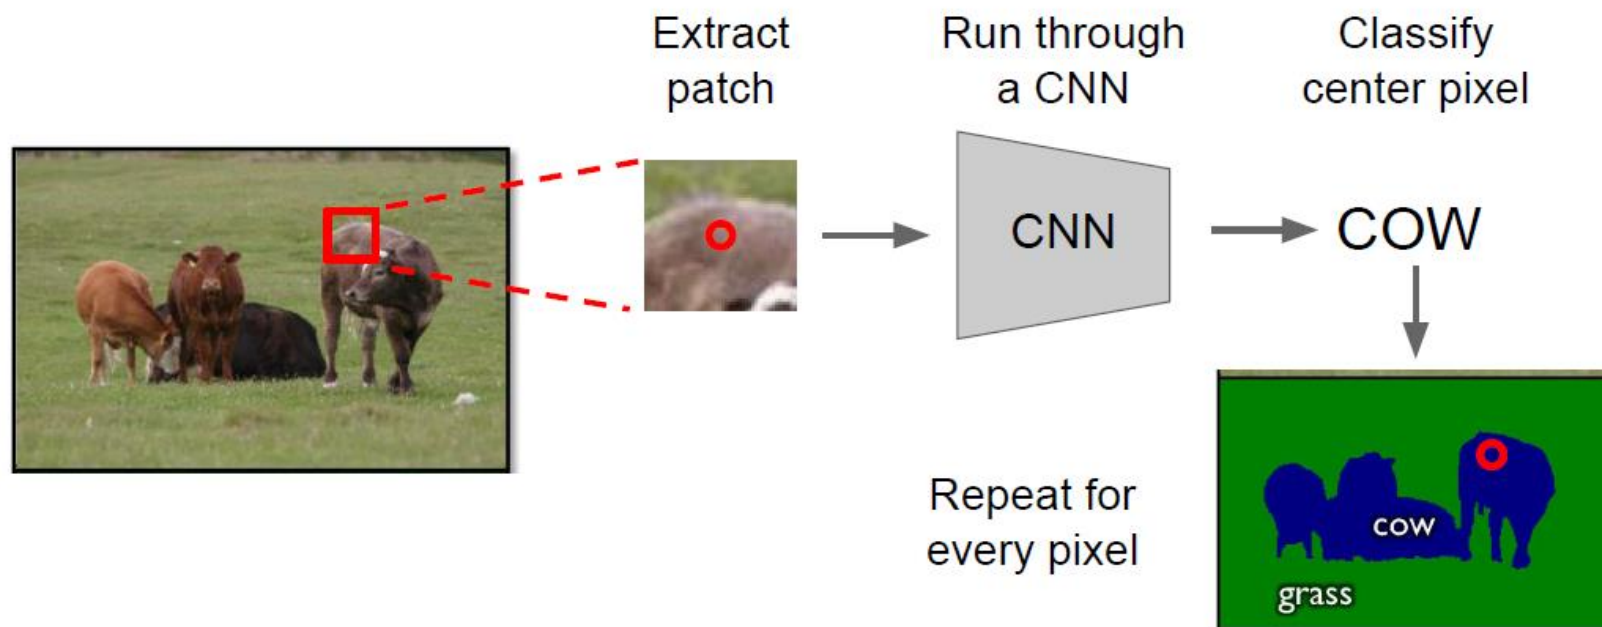 Extract
patch
Run through
a CNN
Classify
center pixel
CNN
COW
Repeat for
every pixel
cow
grass